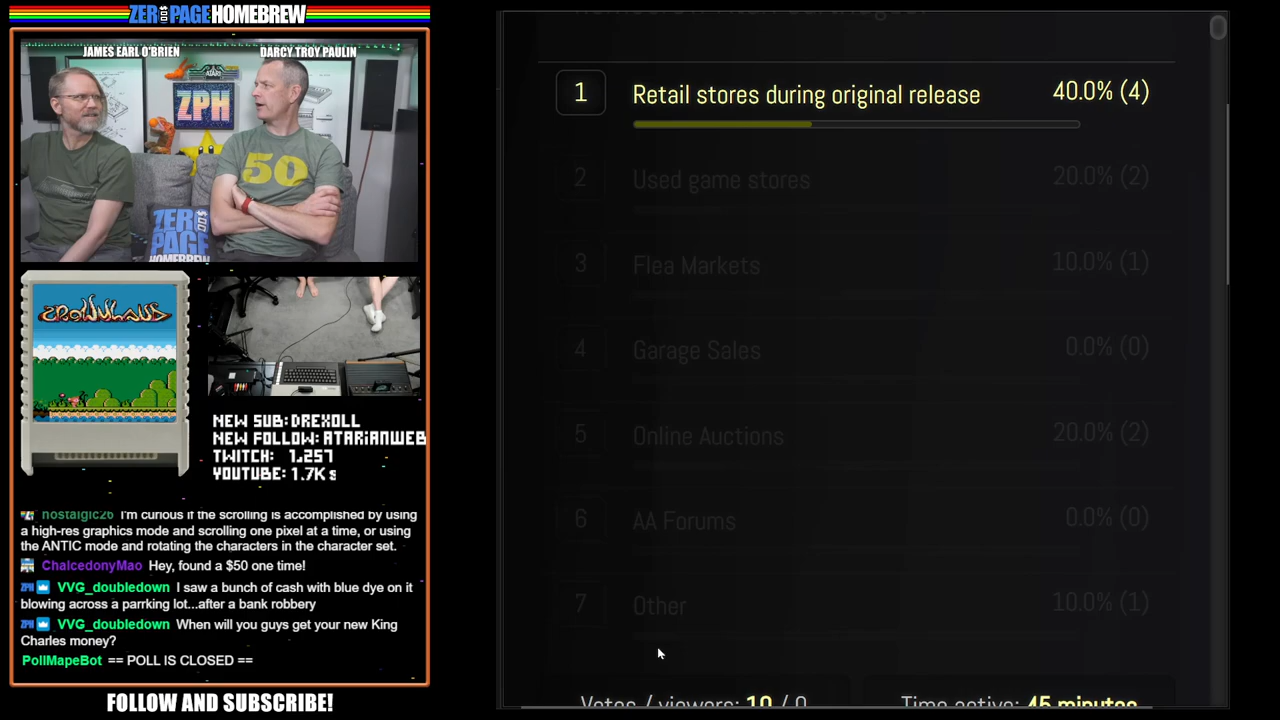 ZERO PAGE HOMEBREW
JAMES EARL O'BRIEN
DARCY TROY PAULIN
ATARI
ZPH
50
ZERO
PAGE
NEW SUB: DREXOLL
NEW FOLLOW: ATARIANWEB
TWITCH: 1,257
YOUTUBE: 1.7K s
nostalgic26 I'm curious if the scrolling is accomplished by using
a high-res graphics mode and scrolling one pixel at a time, or using
the ANTIC mode and rotating the characters in the character set.
ChalcedonyMao Hey, found a $50 one time!
ZPH VVG_doubledown I saw a bunch of cash with blue dye on it
blowing across a parrking lot...after a bank robbery
ZPH VVG_doubledown When will you guys get your new King
Charles money?
PollMapeBot == POLL IS CLOSED ==
FOLLOW AND SUBSCRIBE!
1 Retail stores during original release 40.0% (4)
2 Used game stores 20.0% (2)
3 Flea Markets 10.0% (1)
4 Garage Sales 0.0% (0)
5 Online Auctions 20.0% (2)
6 AA Forums 0.0% (0)
7 Other 10.0% (1)
Votes / viewers: 10 / 0 Time active: 45 minutes